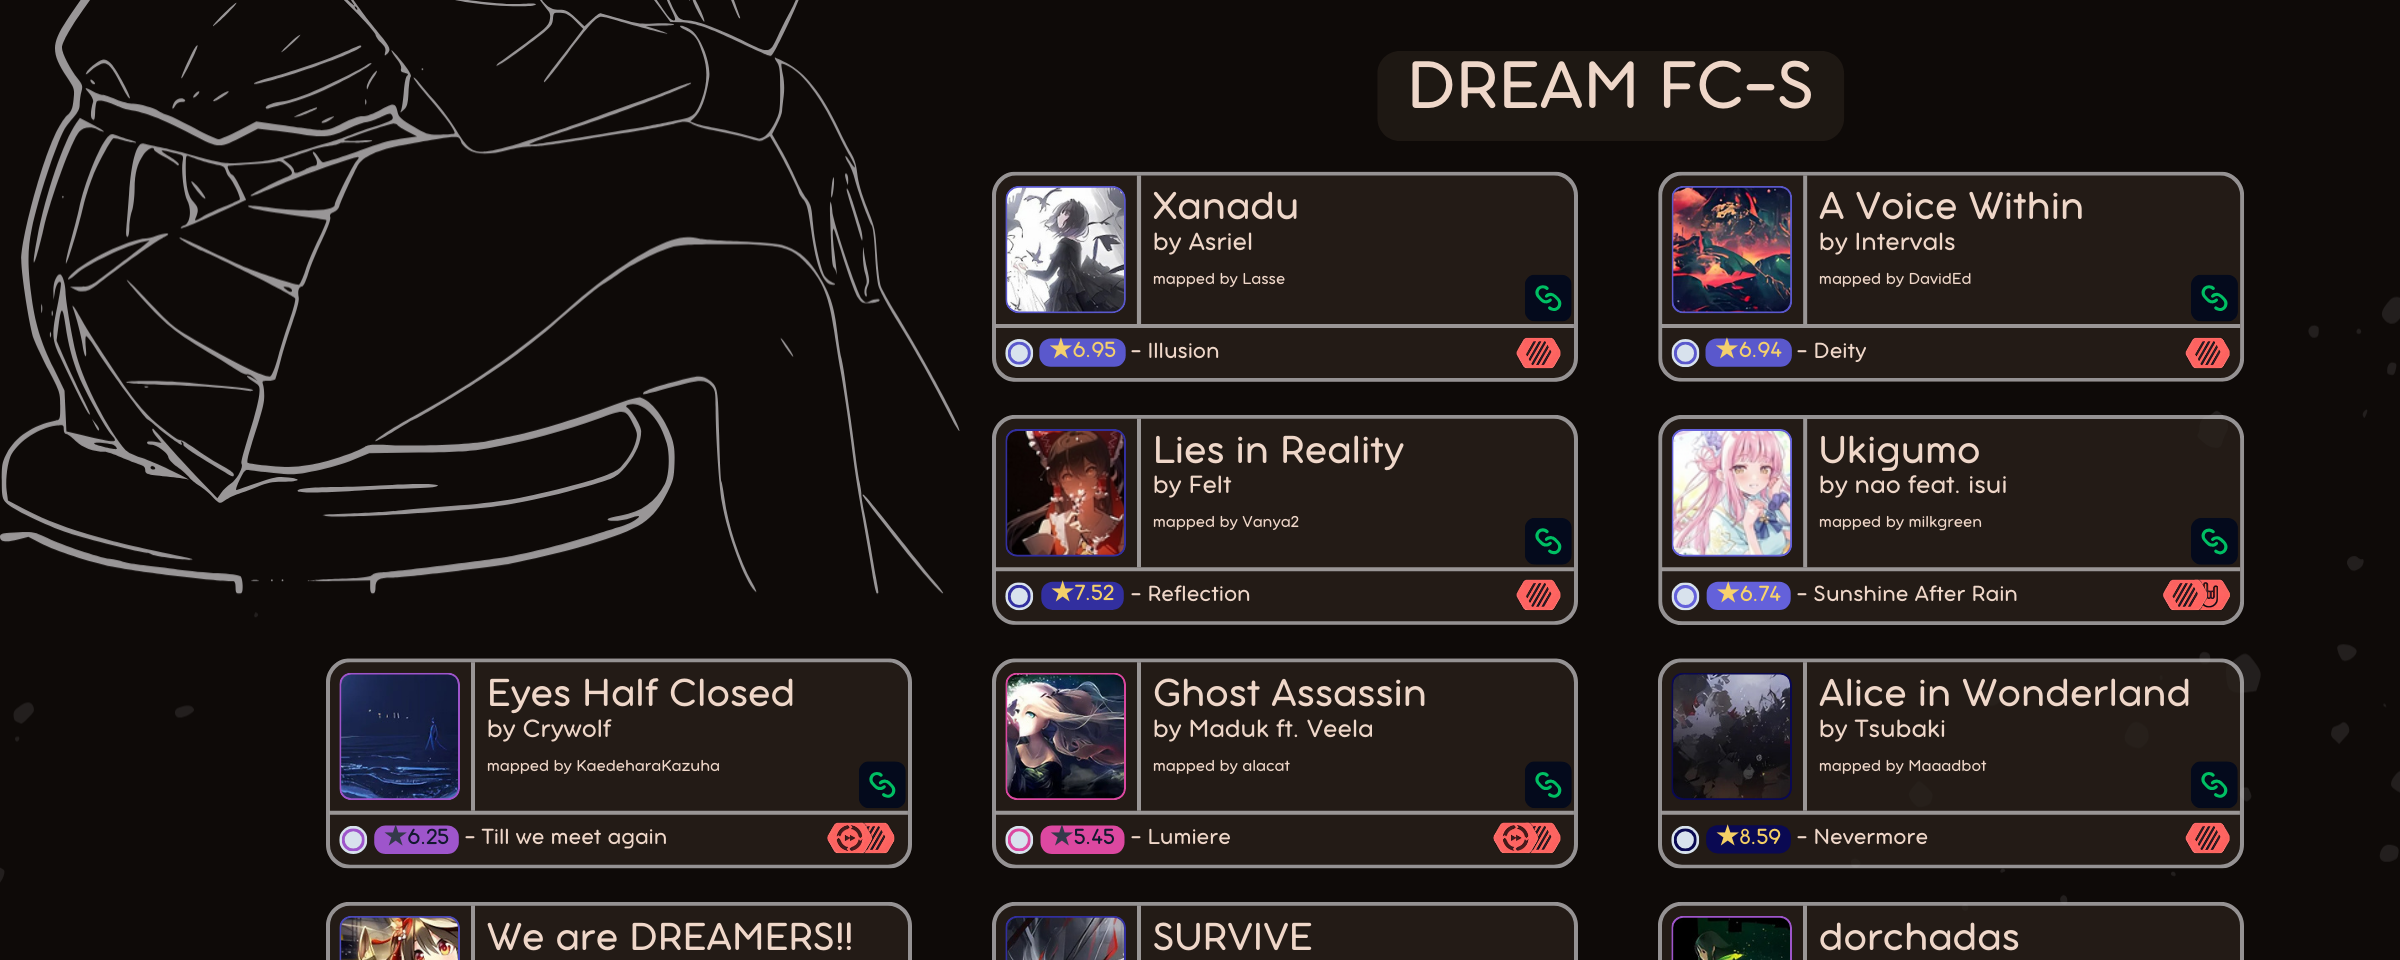 DREAM FC-S
Xanadu
by Asriel
mapped by Lasse
★6.95 - Illusion
A Voice Within
by Intervals
mapped by DavidEd
★6.94 - Deity
Lies in Reality
by Felt
mapped by Vanya2
★7.52 - Reflection
Ukigumo
by nao feat. isui
mapped by milkgreen
★6.74 - Sunshine After Rain
Eyes Half Closed
by Crywolf
mapped by KaedeharaKazuha
★6.25 - Till we meet again
Ghost Assassin
by Maduk ft. Veela
mapped by alacat
★5.45 - Lumiere
Alice in Wonderland
by Tsubaki
mapped by Maaadbot
★8.59 - Nevermore
We are DREAMERS!!
SURVIVE
dorchadas